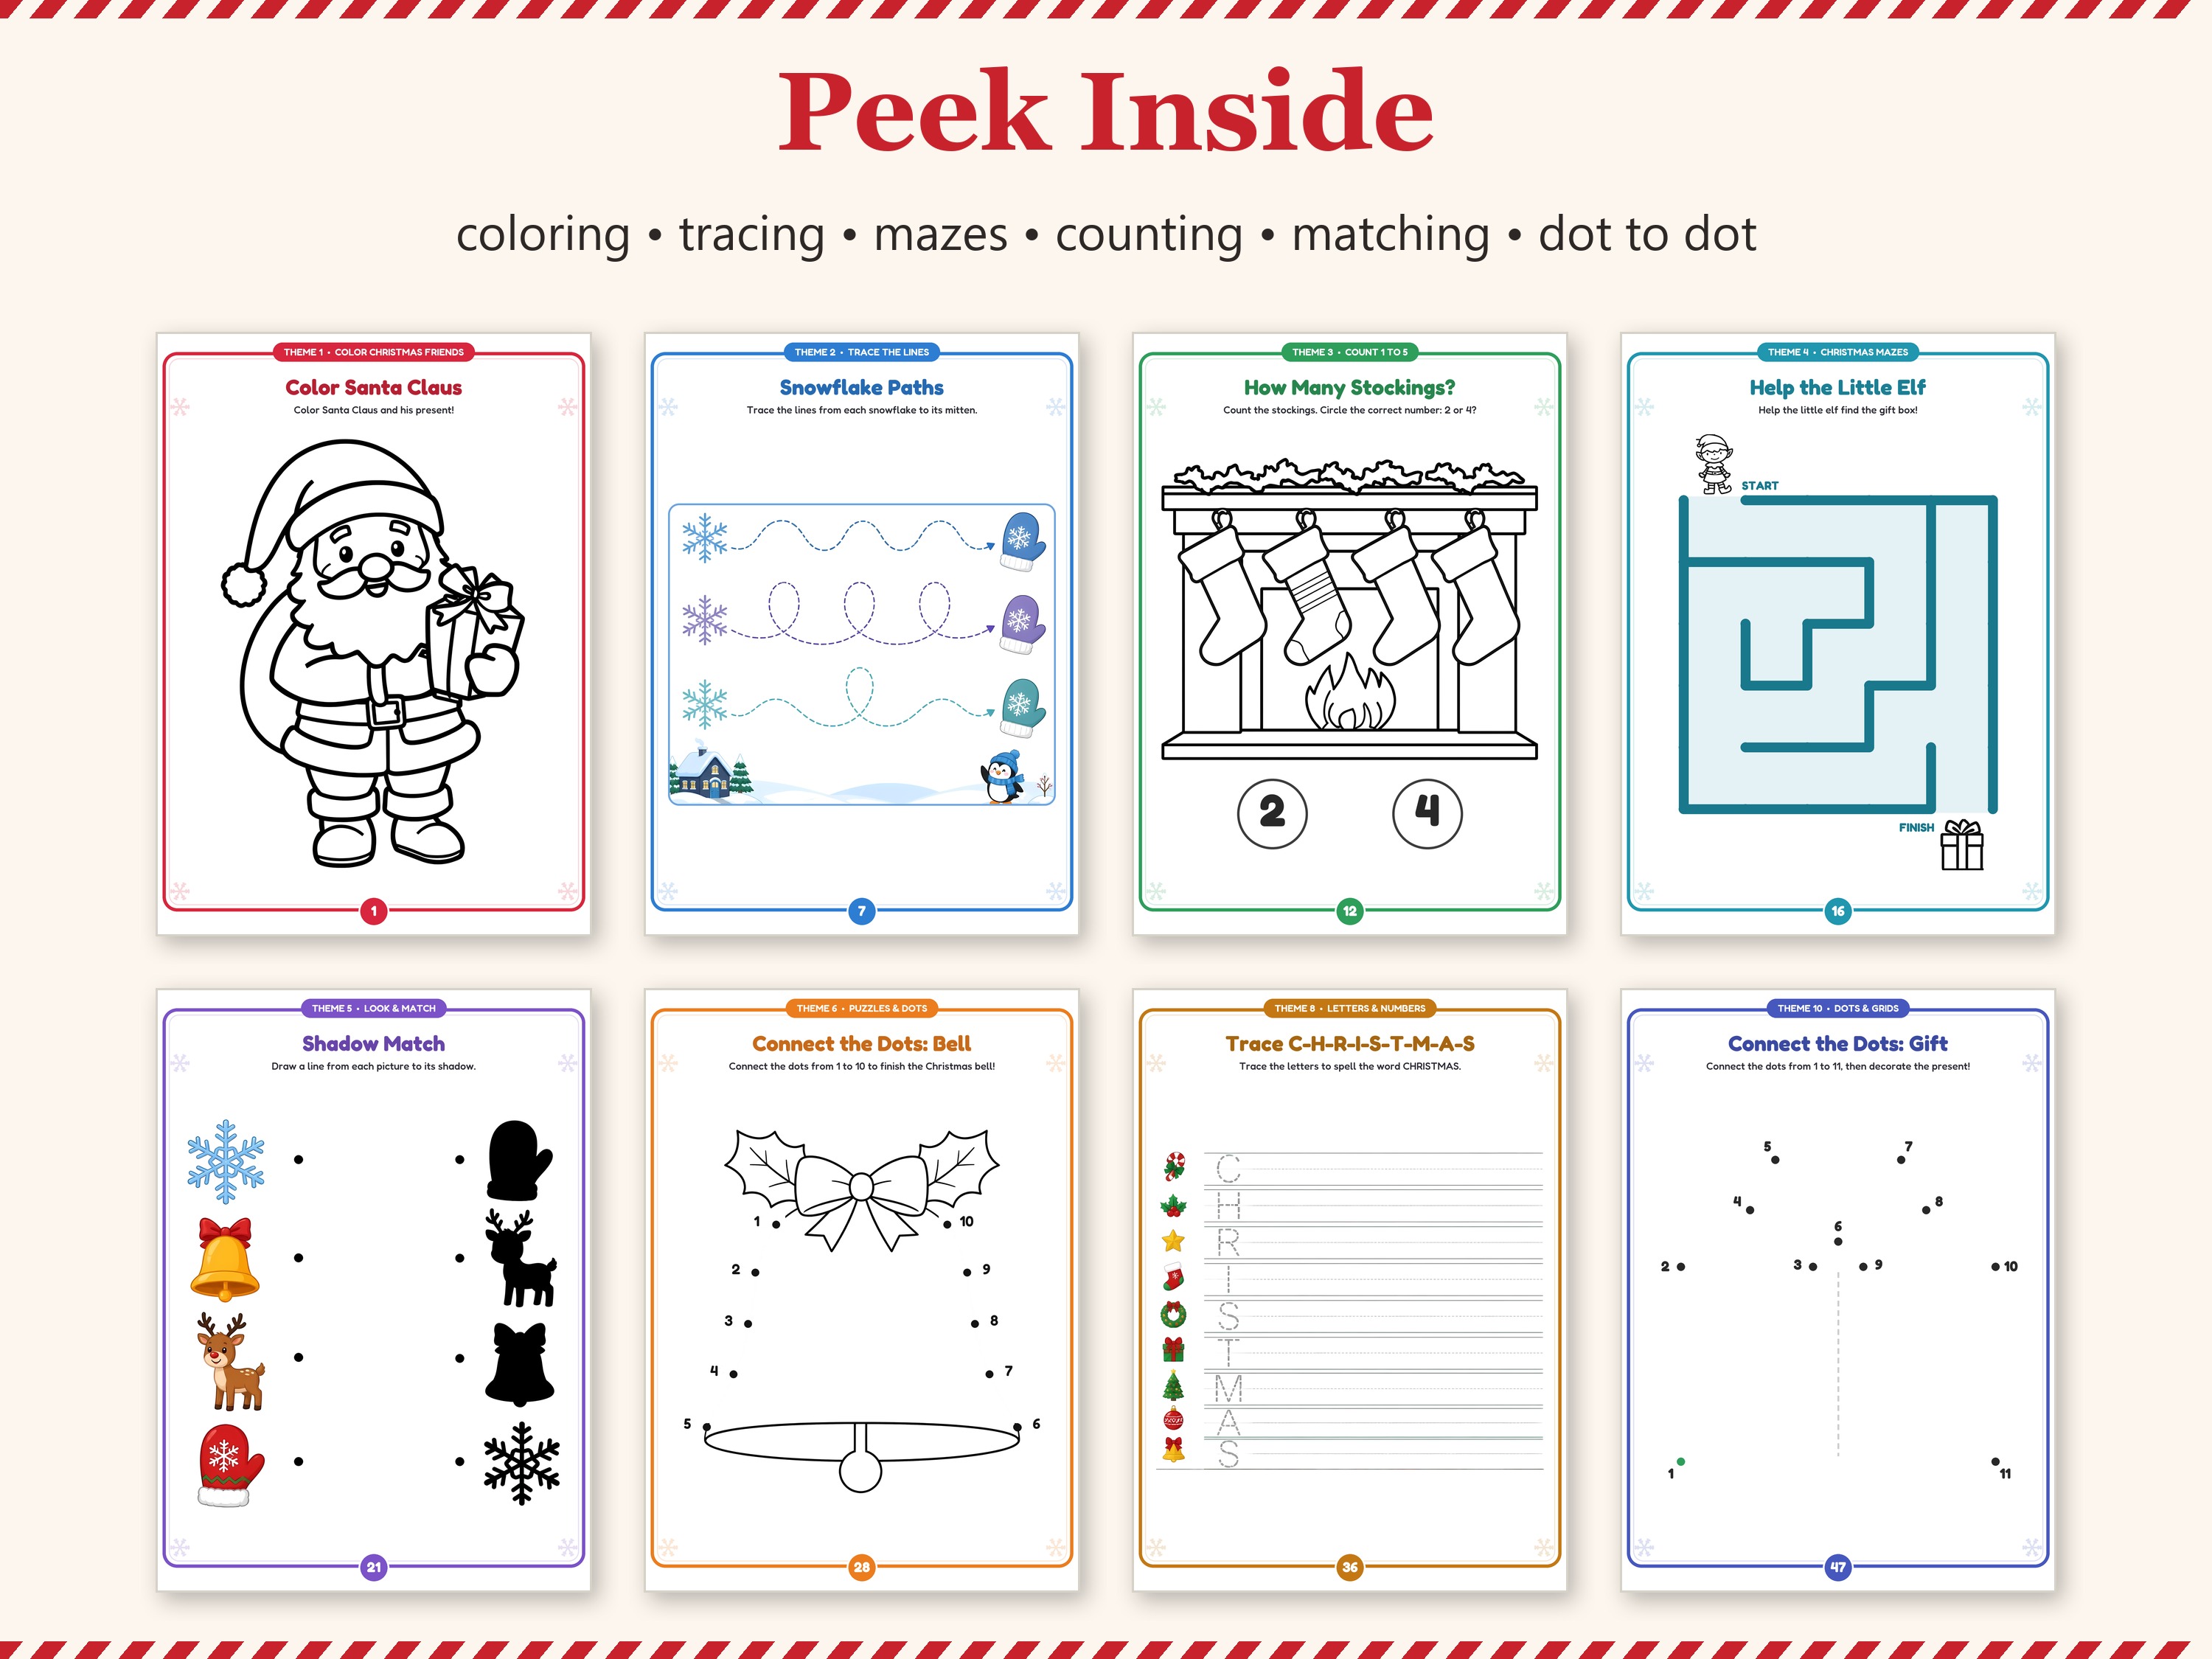 Peek Inside
coloring • tracing • mazes • counting • matching • dot to dot
THEME 1 • COLOR CHRISTMAS FRIENDS
Color Santa Claus
Color Santa Claus and his present!
1
THEME 2 • TRACE THE LINES
Snowflake Paths
Trace the lines from each snowflake to its mitten.
7
THEME 3 • COUNT 1 TO 5
How Many Stockings?
Count the stockings. Circle the correct number: 2 or 4?
2 4
12
THEME 4 • CHRISTMAS MAZES
Help the Little Elf
Help the little elf find the gift box!
START
FINISH
16
THEME 5 • LOOK & MATCH
Shadow Match
Draw a line from each picture to its shadow.
21
THEME 6 • PUZZLES & DOTS
Connect the Dots: Bell
Connect the dots from 1 to 10 to finish the Christmas bell!
1 10
2 9
3 8
4 7
5 6
28
THEME 8 • LETTERS & NUMBERS
Trace C-H-R-I-S-T-M-A-S
Trace the letters to spell the word CHRISTMAS.
C
H
R
I
S
T
M
A
S
36
THEME 10 • DOTS & GRIDS
Connect the Dots: Gift
Connect the dots from 1 to 11, then decorate the present!
5 7
4 8
6
2 3 9 10
1 11
47